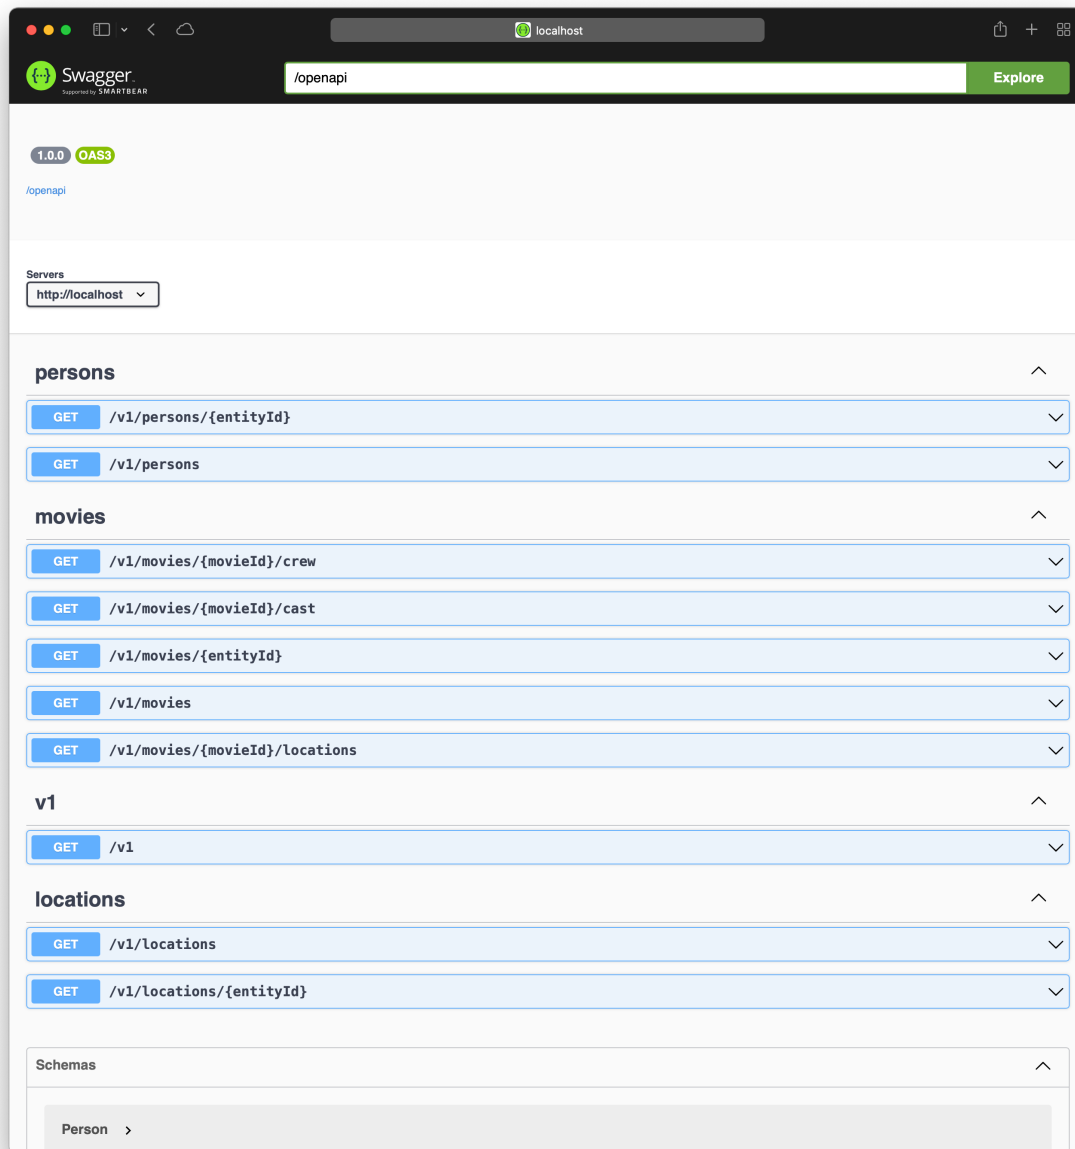 localhost
Swagger.
Supported by SMARTBEAR
/openapi
Explore
1.0.0 OAS3
/openapi
Servers
http://localhost
persons
GET /v1/persons/{entityId}
GET /v1/persons
movies
GET /v1/movies/{movieId}/crew
GET /v1/movies/{movieId}/cast
GET /v1/movies/{entityId}
GET /v1/movies
GET /v1/movies/{movieId}/locations
v1
GET /v1
locations
GET /v1/locations
GET /v1/locations/{entityId}
Schemas
Person